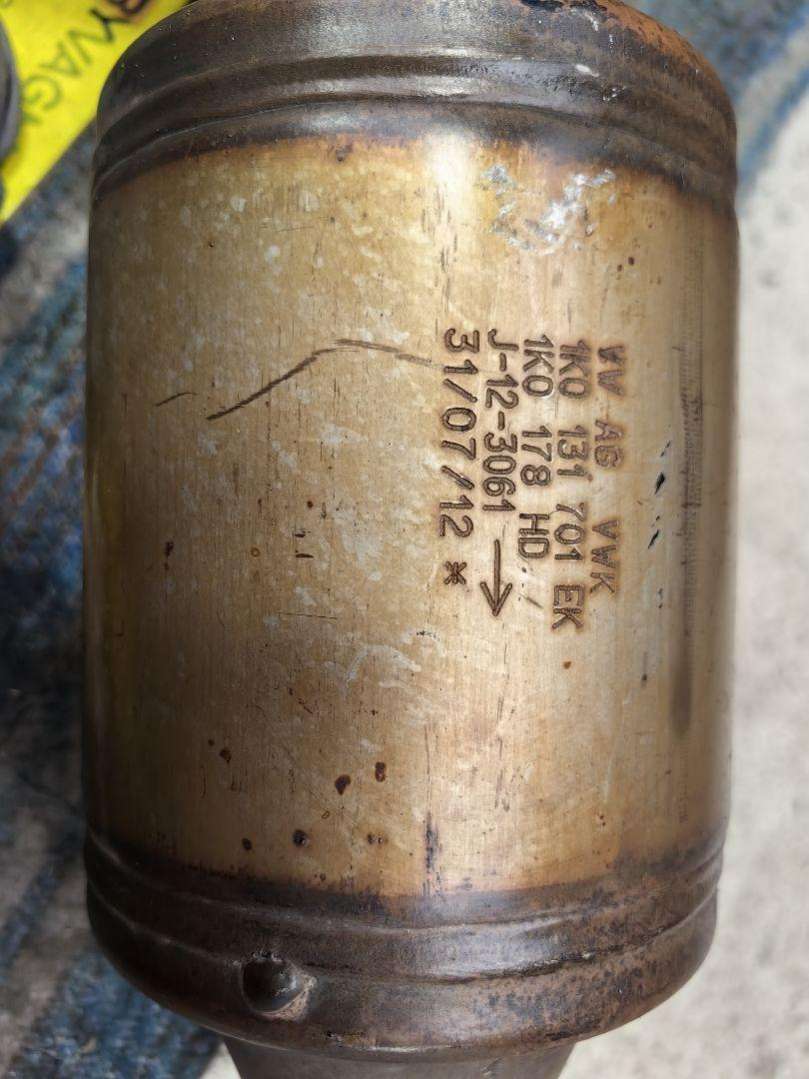 VW AG VWK
1K0 131 701 EK
1K0 178 HD
J-12-3061 →
31/07/12 *